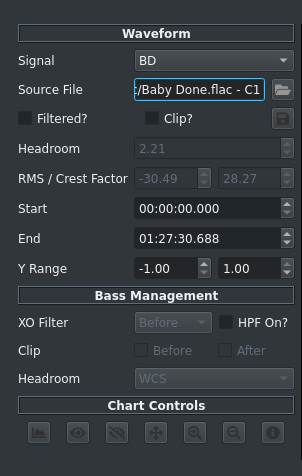 Waveform
Signal BD
Source File :/Baby Done.flac - C1
Filtered? Clip?
Headroom 2.21
RMS / Crest Factor -30.49 28.27
Start 00:00:00.000
End 01:27:30.688
Y Range -1.00 1.00
Bass Management
XO Filter Before HPF On?
Clip Before After
Headroom WCS
Chart Controls